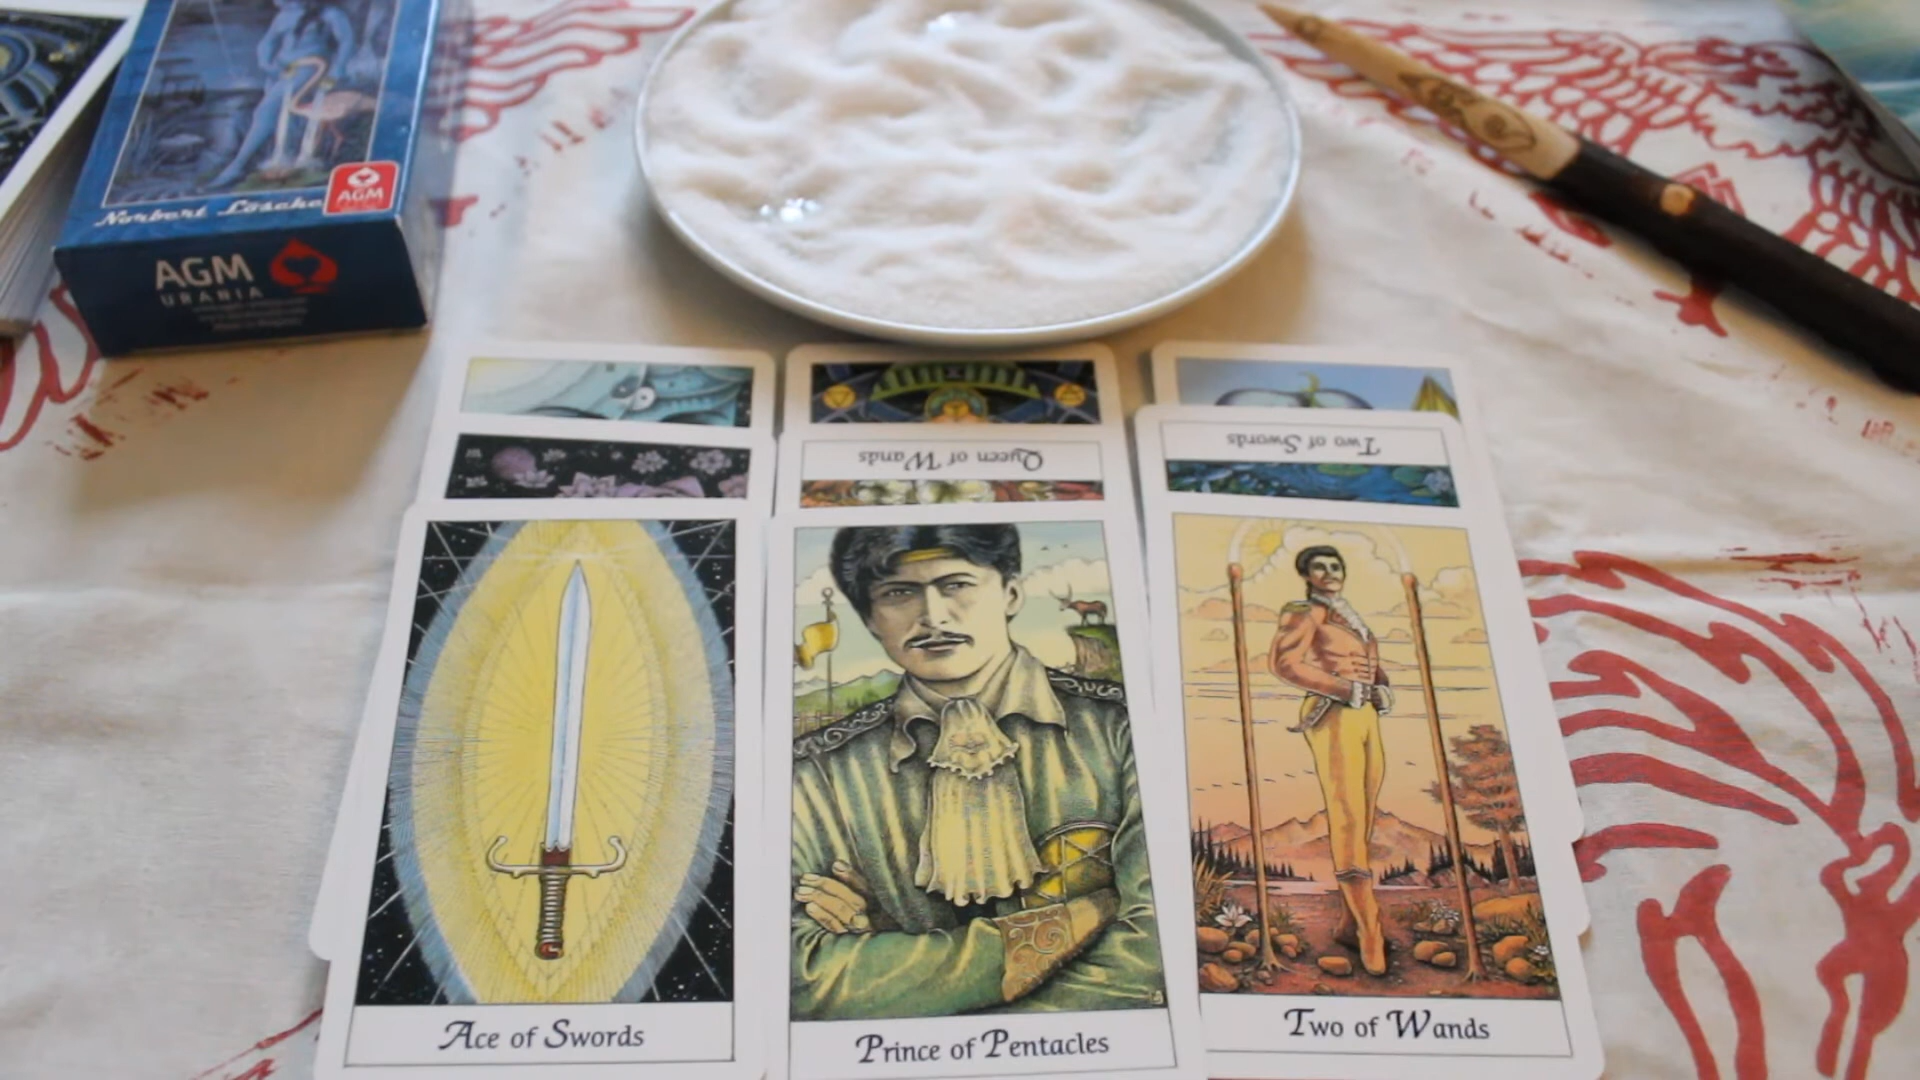 Norbert Lösche
AGM
AGM
URANIA
Queen of Wands
Two of Swords
Ace of Swords
Prince of Pentacles
Two of Wands